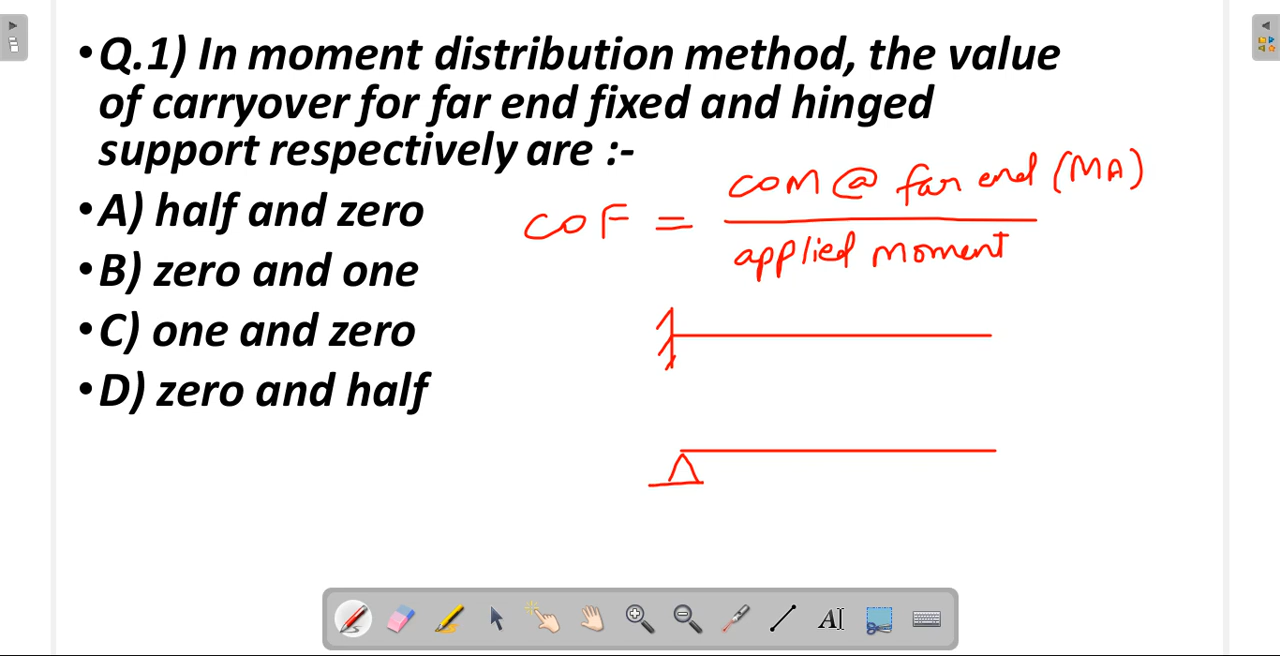 •Q.1) In moment distribution method, the value
of carryover for far end fixed and hinged
support respectively are :-
•A) half and zero
•B) zero and one
•C) one and zero
•D) zero and half
COF = COM @ far end (MA)
applied moment
AI